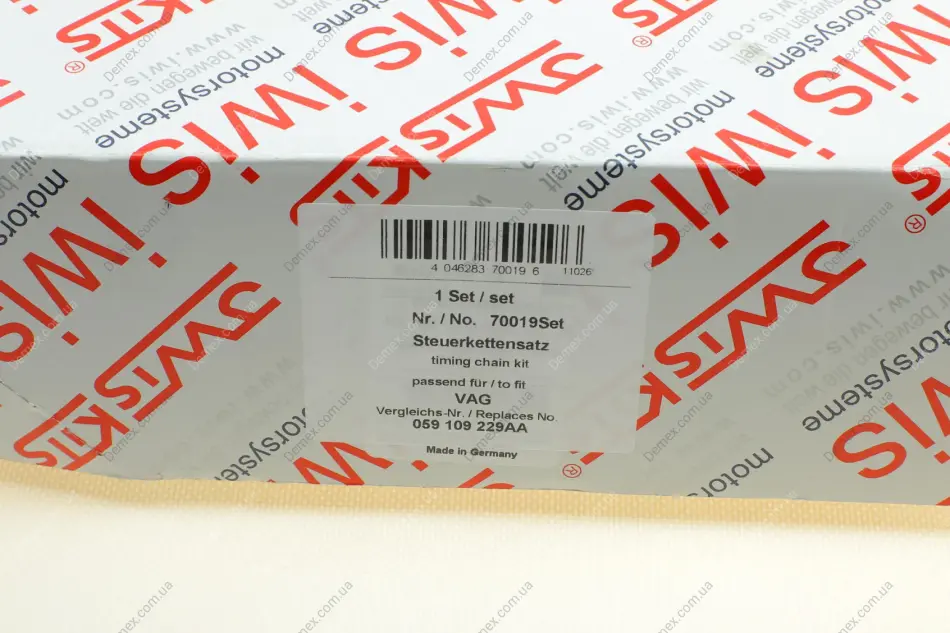 iwis
motorsysteme
wir bewegen die welt
www.iwis.com
JWIS
KITS
®
4 046283 70019 6 11026
1 Set / set
Nr. / No. 70019Set
Steuerkettensatz
timing chain kit
passend für / to fit
VAG
Vergleichs-Nr. / Replaces No.
059 109 229AA
Made in Germany
Demex.com.ua